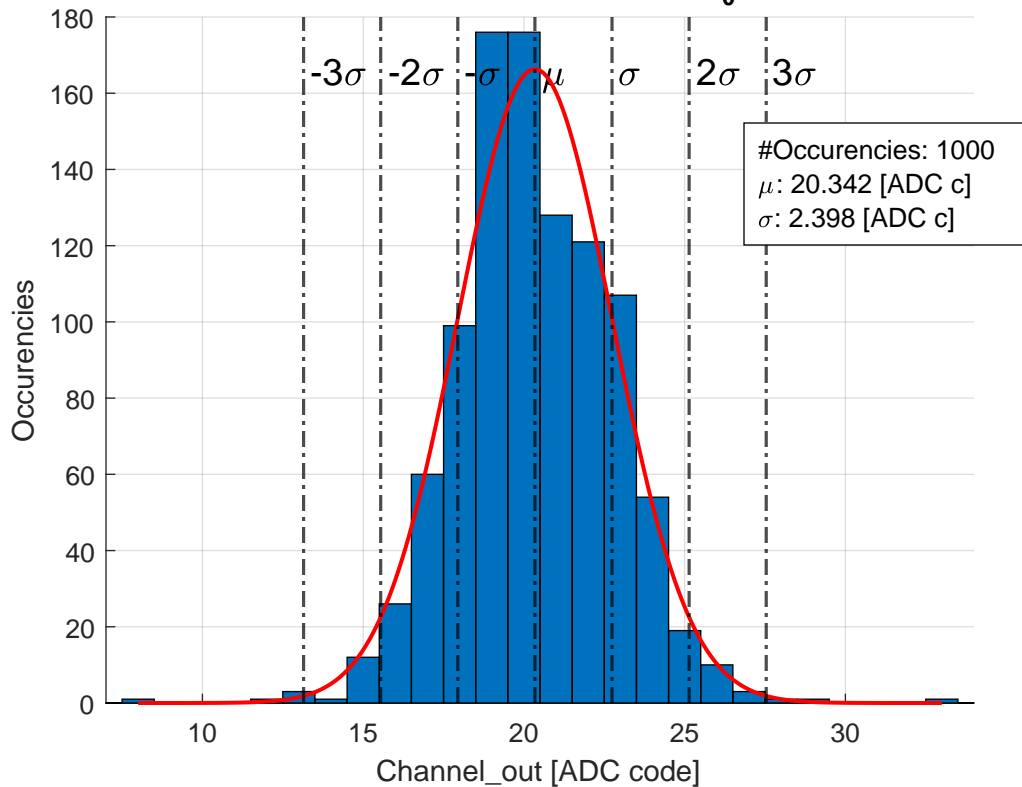 180
160
140
120
100
80
60
40
20
0
-3σ -2σ -σ μ σ 2σ 3σ
#Occurencies: 1000
μ: 20.342 [ADC c]
σ: 2.398 [ADC c]
Occurencies
10 15 20 25 30
Channel_out [ADC code]